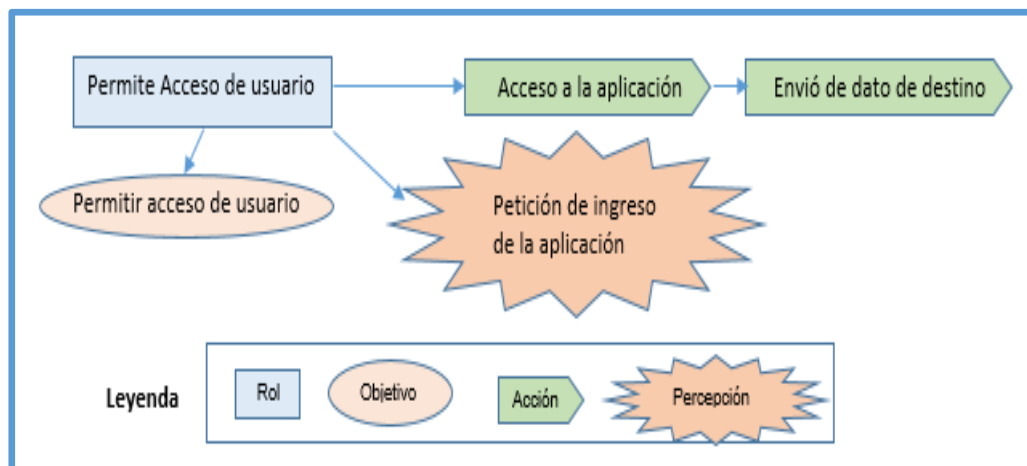 Permite Acceso de usuario
Acceso a la aplicación
Envió de dato de destino
Permitir acceso de usuario
Petición de ingreso
de la aplicación
Leyenda
Rol
Objetivo
Acción
Percepción